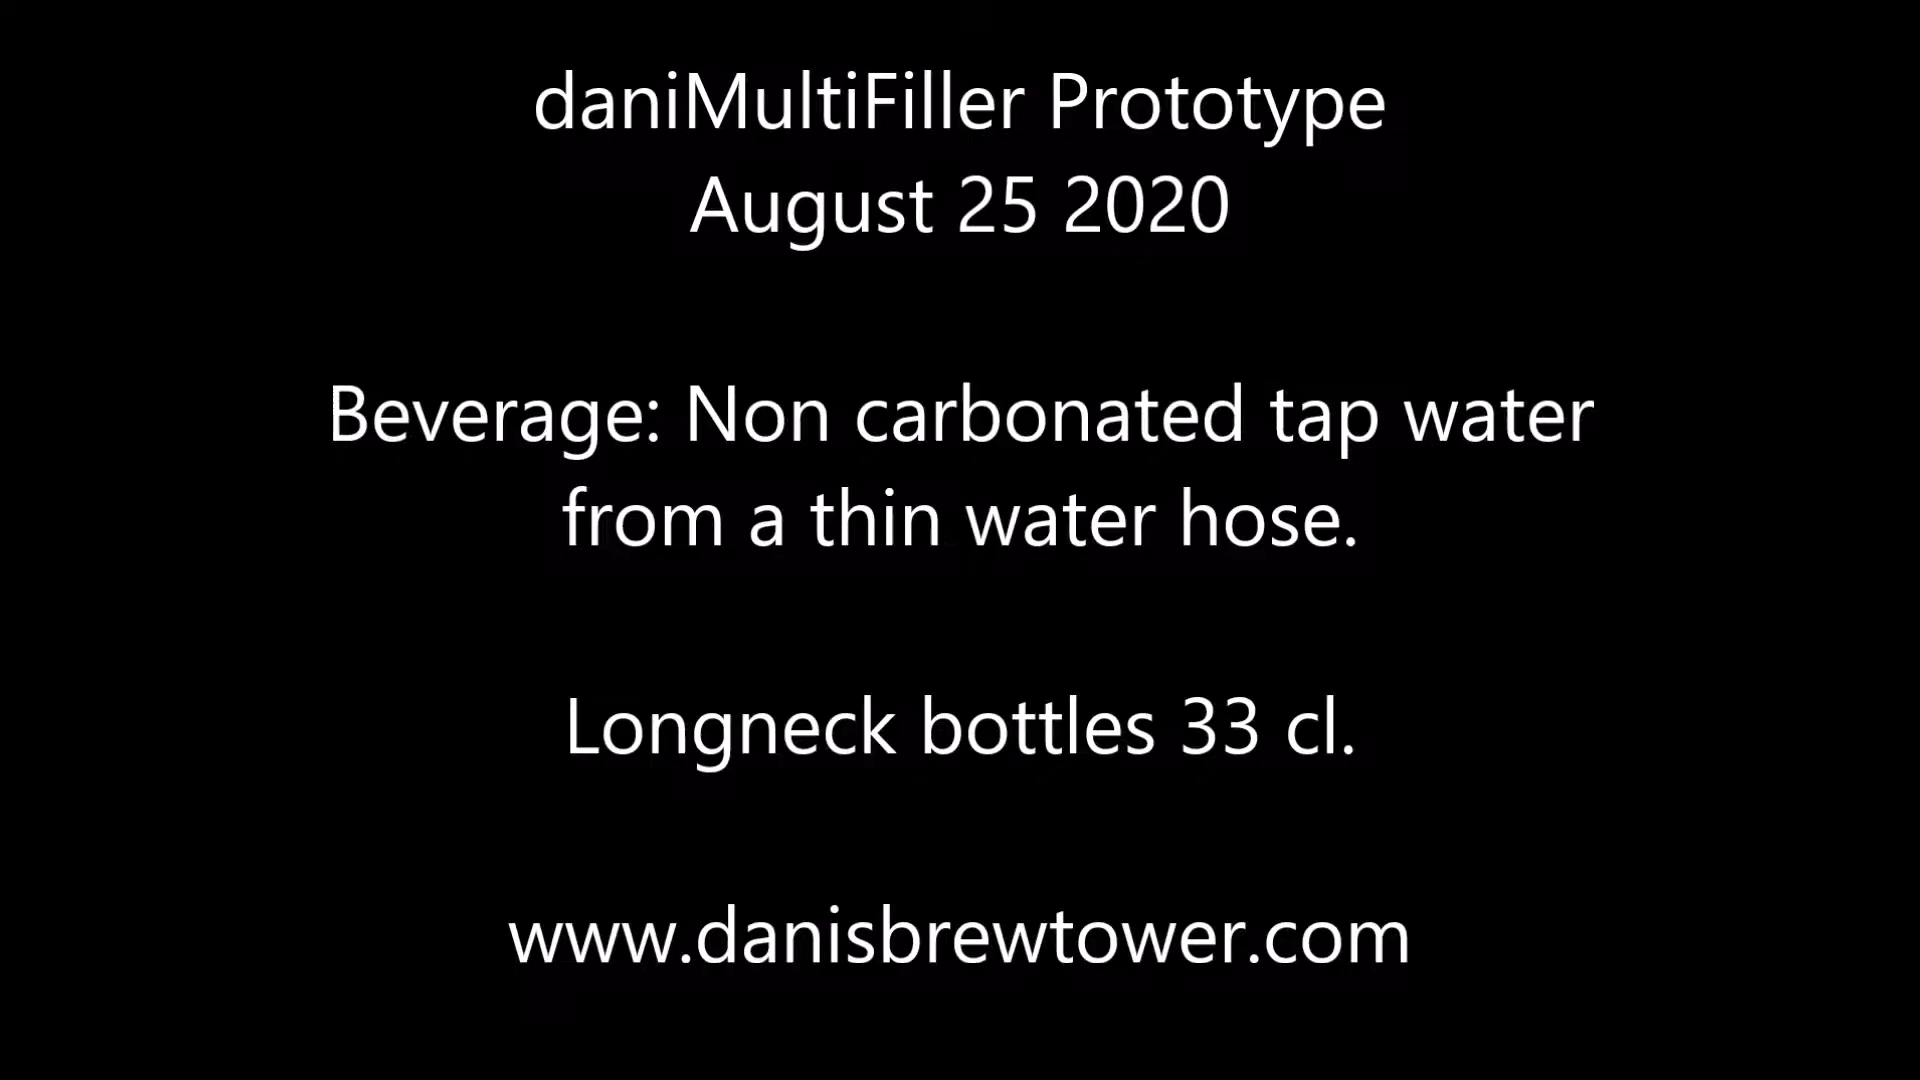 daniMultiFiller Prototype
August 25 2020
Beverage: Non carbonated tap water
from a thin water hose.
Longneck bottles 33 cl.
www.danisbrewtower.com